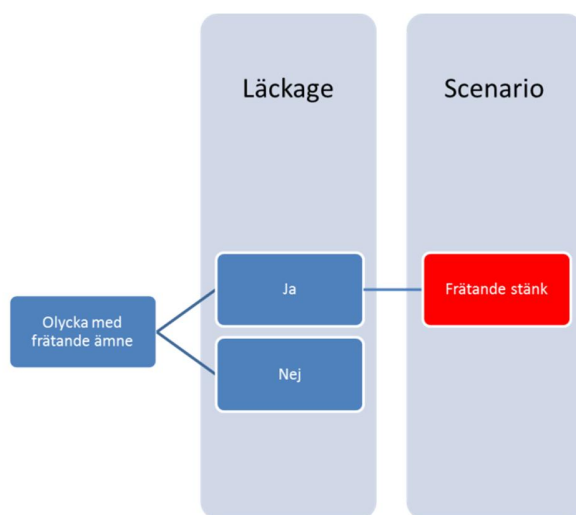 Läckage
Scenario
Olycka med
frätande ämne
Ja
Frätande stänk
Nej